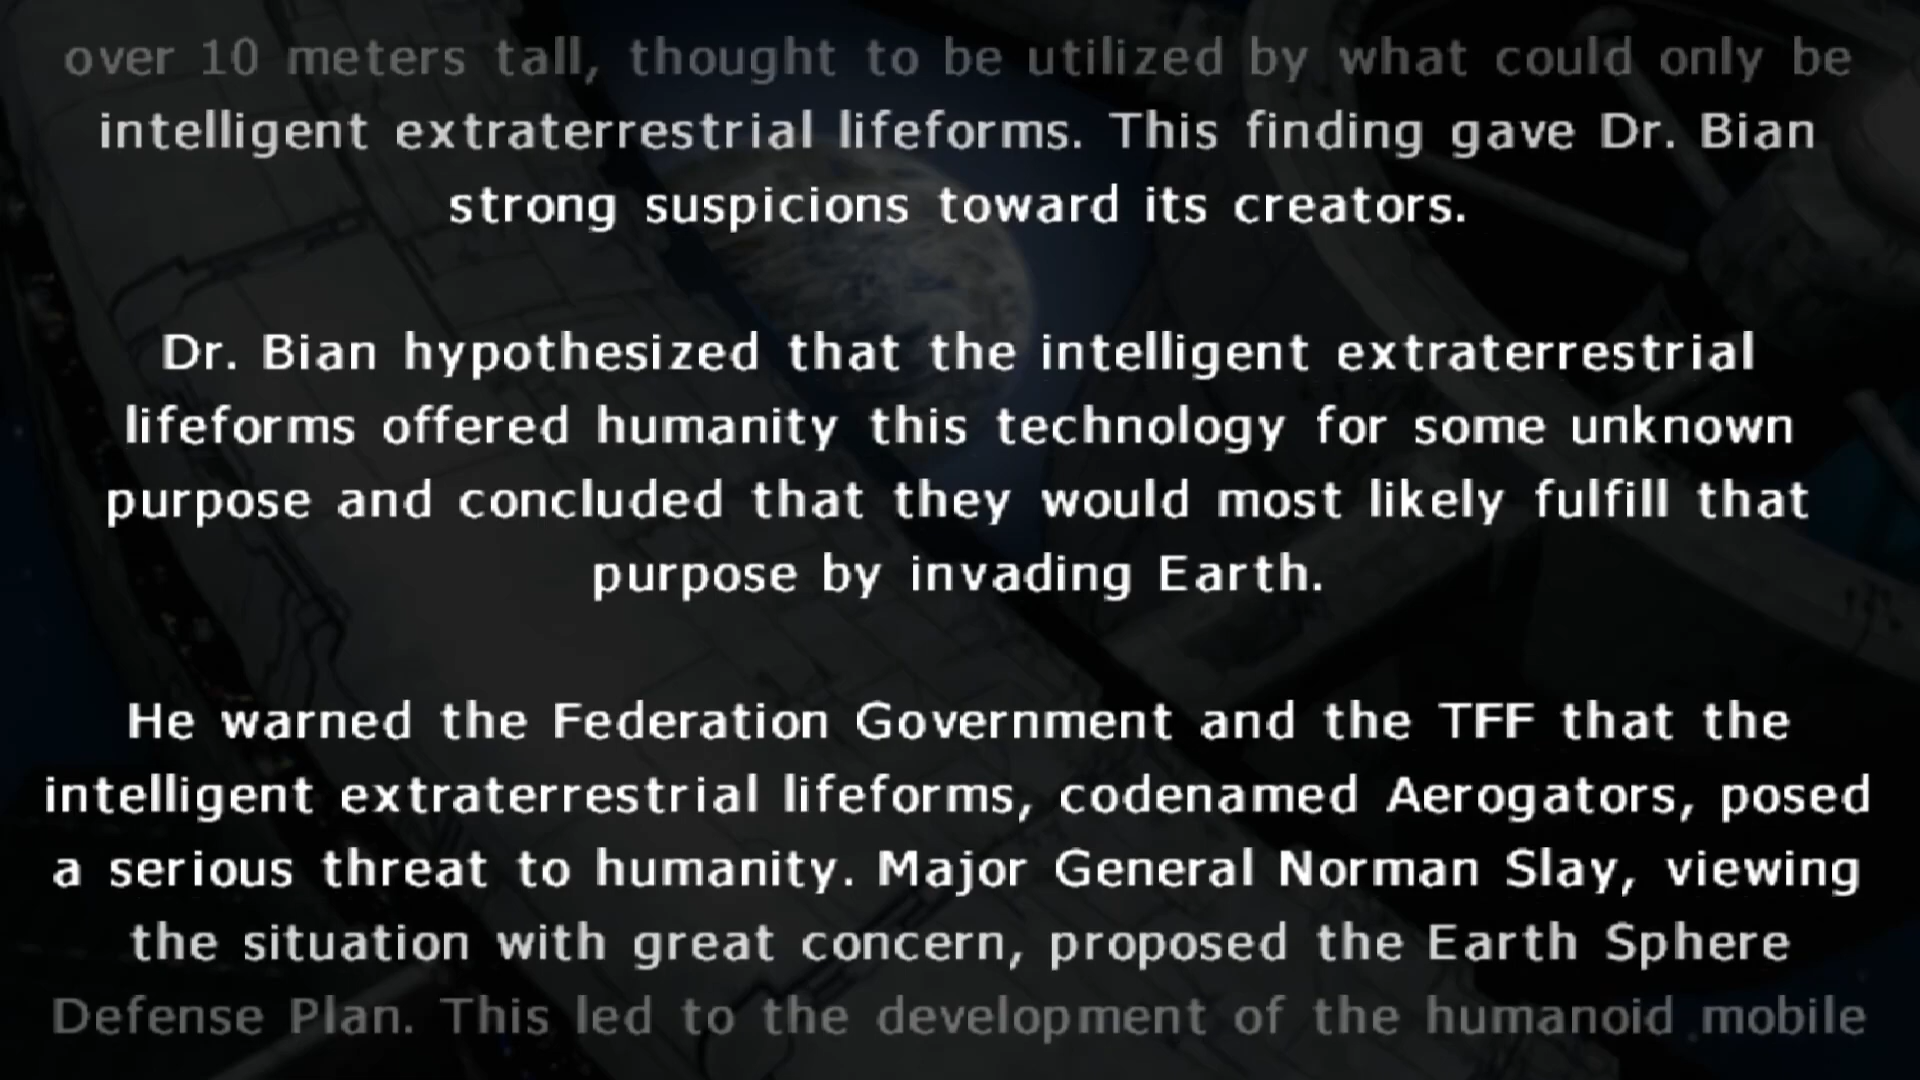 over 10 meters tall, thought to be utilized by what could only be
intelligent extraterrestrial lifeforms. This finding gave Dr. Bian
strong suspicions toward its creators.
Dr. Bian hypothesized that the intelligent extraterrestrial
lifeforms offered humanity this technology for some unknown
purpose and concluded that they would most likely fulfill that
purpose by invading Earth.
He warned the Federation Government and the TFF that the
intelligent extraterrestrial lifeforms, codenamed Aerogators, posed
a serious threat to humanity. Major General Norman Slay, viewing
the situation with great concern, proposed the Earth Sphere
Defense Plan. This led to the development of the humanoid mobile